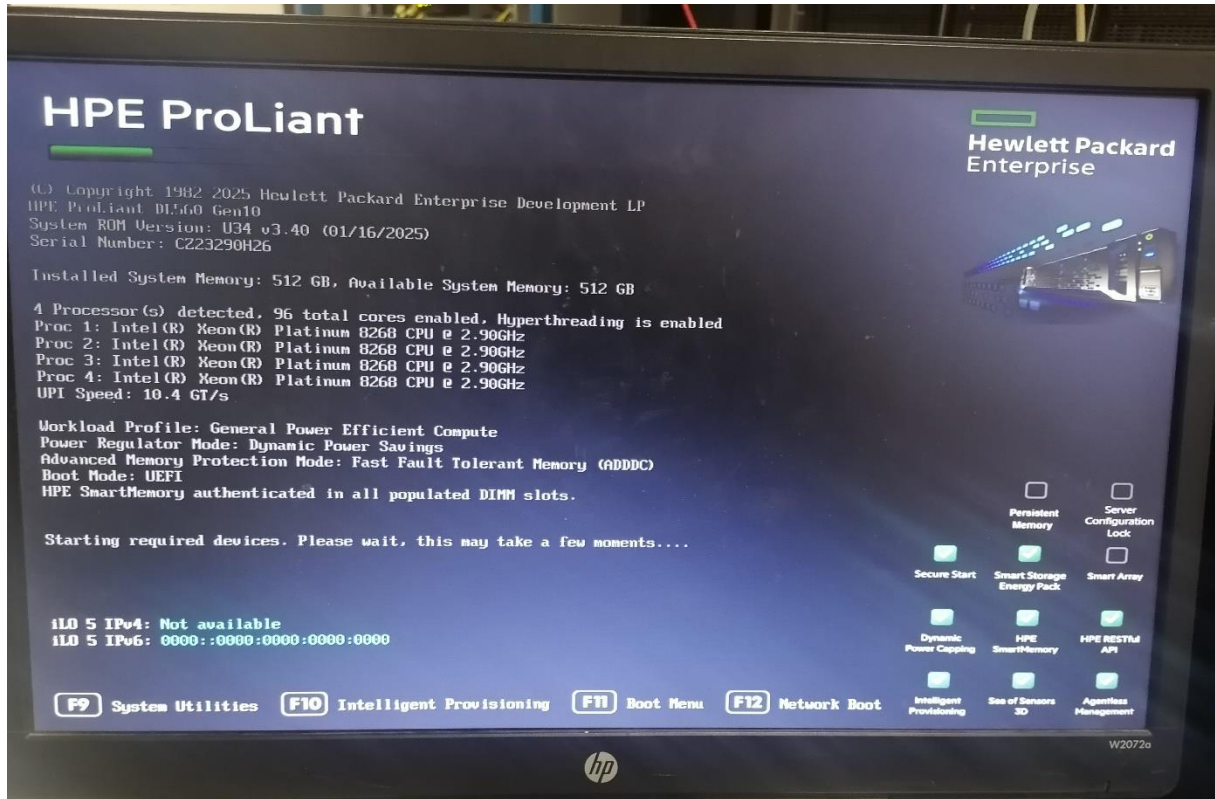 HPE ProLiant
Hewlett Packard
Enterprise
(C) Copyright 1982 2025 Hewlett Packard Enterprise Development LP
HPE ProLiant DL560 Gen10
System ROM Version: U34 v3.40 (01/16/2025)
Serial Number: CZ23290H26
Installed System Memory: 512 GB, Available System Memory: 512 GB
4 Processor(s) detected, 96 total cores enabled, Hyperthreading is enabled
Proc 1: Intel(R) Xeon(R) Platinum 8268 CPU @ 2.90GHz
Proc 2: Intel(R) Xeon(R) Platinum 8268 CPU @ 2.90GHz
Proc 3: Intel(R) Xeon(R) Platinum 8268 CPU @ 2.90GHz
Proc 4: Intel(R) Xeon(R) Platinum 8268 CPU @ 2.90GHz
UPI Speed: 10.4 GT/s
Workload Profile: General Power Efficient Compute
Power Regulator Mode: Dynamic Power Savings
Advanced Memory Protection Mode: Fast Fault Tolerant Memory (ADDDC)
Boot Mode: UEFI
HPE SmartMemory authenticated in all populated DIMM slots.
Starting required devices. Please wait, this may take a few moments....
iLO 5 IPv4: Not available
iLO 5 IPv6: 0000::0000:0000:0000:0000
Persistent Memory
Server Configuration Lock
Secure Start
Smart Storage Energy Pack
Smart Array
Dynamic Power Capping
HPE SmartMemory
HPE RESTful API
Intelligent Provisioning
Sea of Sensors 3D
Agentless Management
F9 System Utilities F10 Intelligent Provisioning F11 Boot Menu F12 Network Boot
hp
W2072a